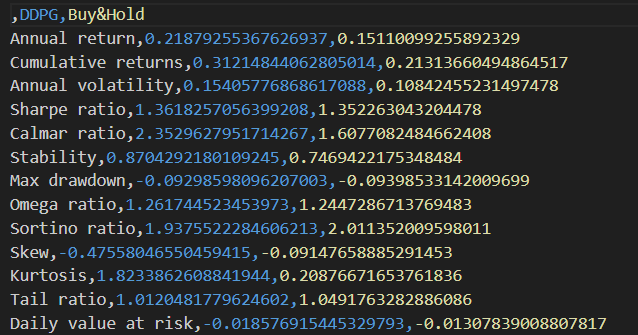 ,DDPG,Buy&Hold
Annual return,0.21879255367626937,0.15110099255892329
Cumulative returns,0.31214844062805014,0.21313660494864517
Annual volatility,0.15405776868617088,0.10842455231497478
Sharpe ratio,1.3618257056399208,1.352263043204478
Calmar ratio,2.3529627951714267,1.6077082484662408
Stability,0.8704292180109245,0.7469422175348484
Max drawdown,-0.09298598096207003,-0.09398533142009699
Omega ratio,1.261744523453973,1.2447286713769483
Sortino ratio,1.9375522284606213,2.011352009598011
Skew,-0.47558046550459415,-0.09147658885291453
Kurtosis,1.8233862608841944,0.20876671653761836
Tail ratio,1.0120481779624602,1.0491763282886086
Daily value at risk,-0.018576915445329793,-0.01307839008807817